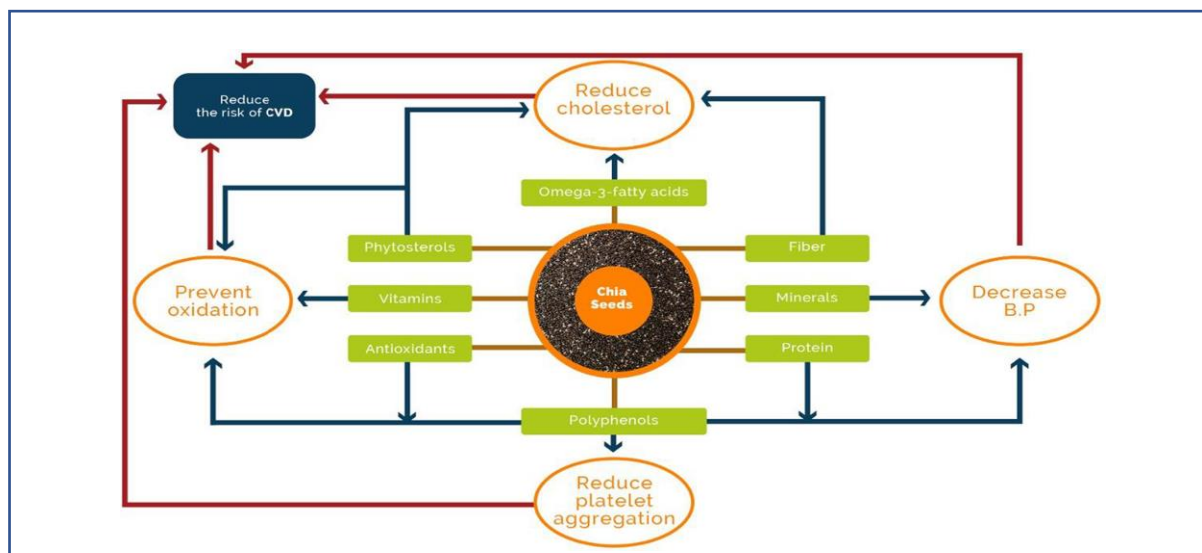 Reduce
the risk of CVD
Reduce
cholesterol
Omega-3-fatty acids
Phytosterols
Fiber
Prevent
oxidation
Vitamins
Chia
Seeds
Minerals
Decrease
B.P
Antioxidants
Protein
Polyphenols
Reduce
platelet
aggregation